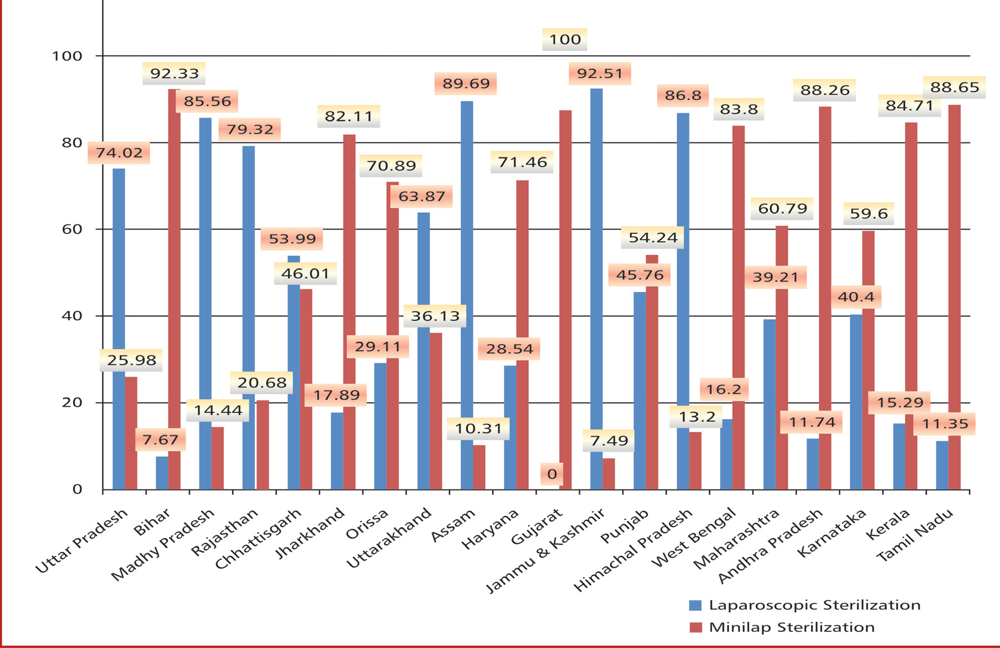 100
100
92.33
92.51
89.69
88.65
88.26
86.8
85.56
84.71
83.8
82.11
79.32
80
74.02
71.46
70.89
63.87
60.79
59.6
60
54.24
53.99
46.01
45.76
39.21
40.4
40
36.13
29.11
28.54
25.98
20.68
17.89
16.2
20
15.29
14.44
13.2
11.74
11.35
10.31
7.67
7.49
0
0
Uttar Pradesh
Bihar
Madhy Pradesh
Rajasthan
Chhattisgarh
Jharkhand
Orissa
Uttarakhand
Assam
Haryana
Gujarat
Jammu & Kashmir
Punjab
Himachal Pradesh
West Bengal
Maharashtra
Andhra Pradesh
Karnataka
Kerala
Tamil Nadu
Laparoscopic Sterilization
Minilap Sterilization